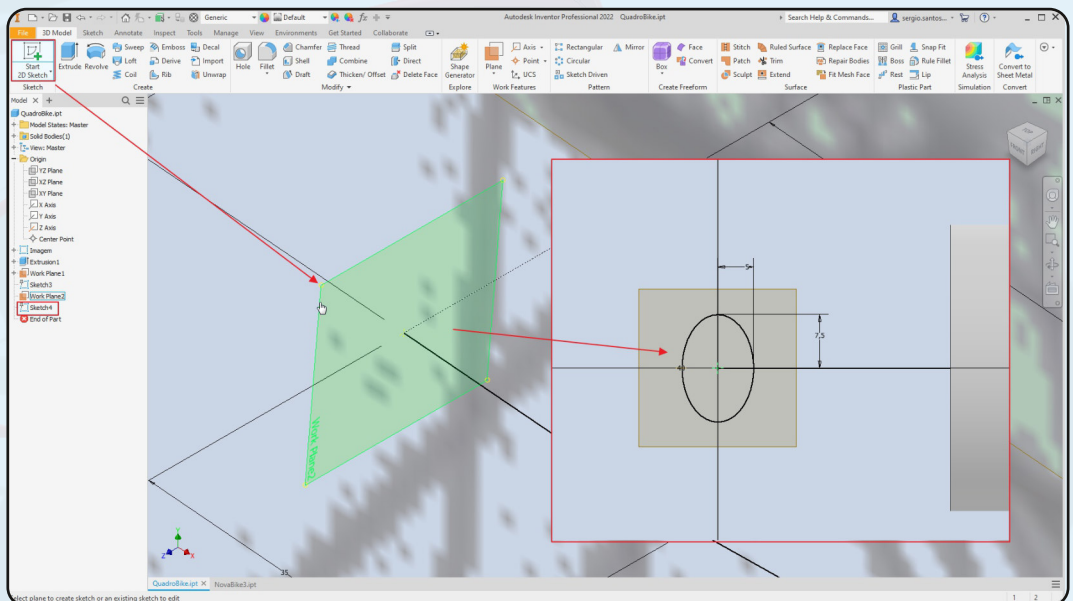 Generic
Default
Autodesk Inventor Professional 2022 QuadroBike.ipt
Search Help & Commands...
sergio.santos...
File 3D Model Sketch Annotate Inspect Tools Manage View Environments Get Started Collaborate
Start
2D Sketch
Extrude Revolve
Sweep Emboss Decal
Loft Derive Import
Coil Rib Unwrap
Hole Fillet
Chamfer Thread Split
Shell Combine Direct
Draft Thicken/ Offset Delete Face
Shape
Generator
Plane
Axis
Point
UCS
Rectangular Mirror
Circular
Sketch Driven
Box
Face
Convert
Stitch Ruled Surface Replace Face
Patch Trim Repair Bodies
Sculpt Extend Fit Mesh Face
Grill Snap Fit
Boss Rule Fillet
Rest Lip
Stress
Analysis
Convert to
Sheet Metal
Sketch Create Modify Explore Work Features Pattern Create Freeform Surface Plastic Part Simulation Convert
Model
QuadroBike.ipt
Model States: Master
Solid Bodies(1)
View: Master
Origin
YZ Plane
XZ Plane
XY Plane
X Axis
Y Axis
Z Axis
Center Point
Imagem
Extrusion1
Work Plane1
Sketch3
Work Plane2
Sketch4
End of Part
Work Plane2
TOP
FRONT
RIGHT
5
7,5
35
Y
Z
X
QuadroBike.ipt NovaBike3.ipt
Select plane to create sketch or an existing sketch to edit
1 2